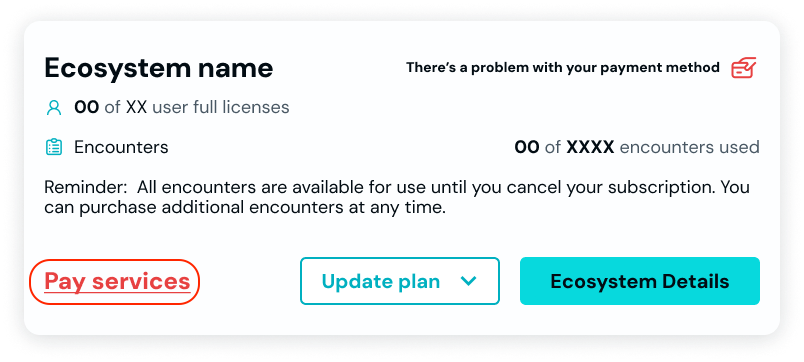 Ecosystem name
There's a problem with your payment method
00 of XX user full licenses
Encounters
00 of XXXX encounters used
Reminder:  All encounters are available for use until you cancel your subscription. You
can purchase additional encounters at any time.
Pay services
Update plan
Ecosystem Details